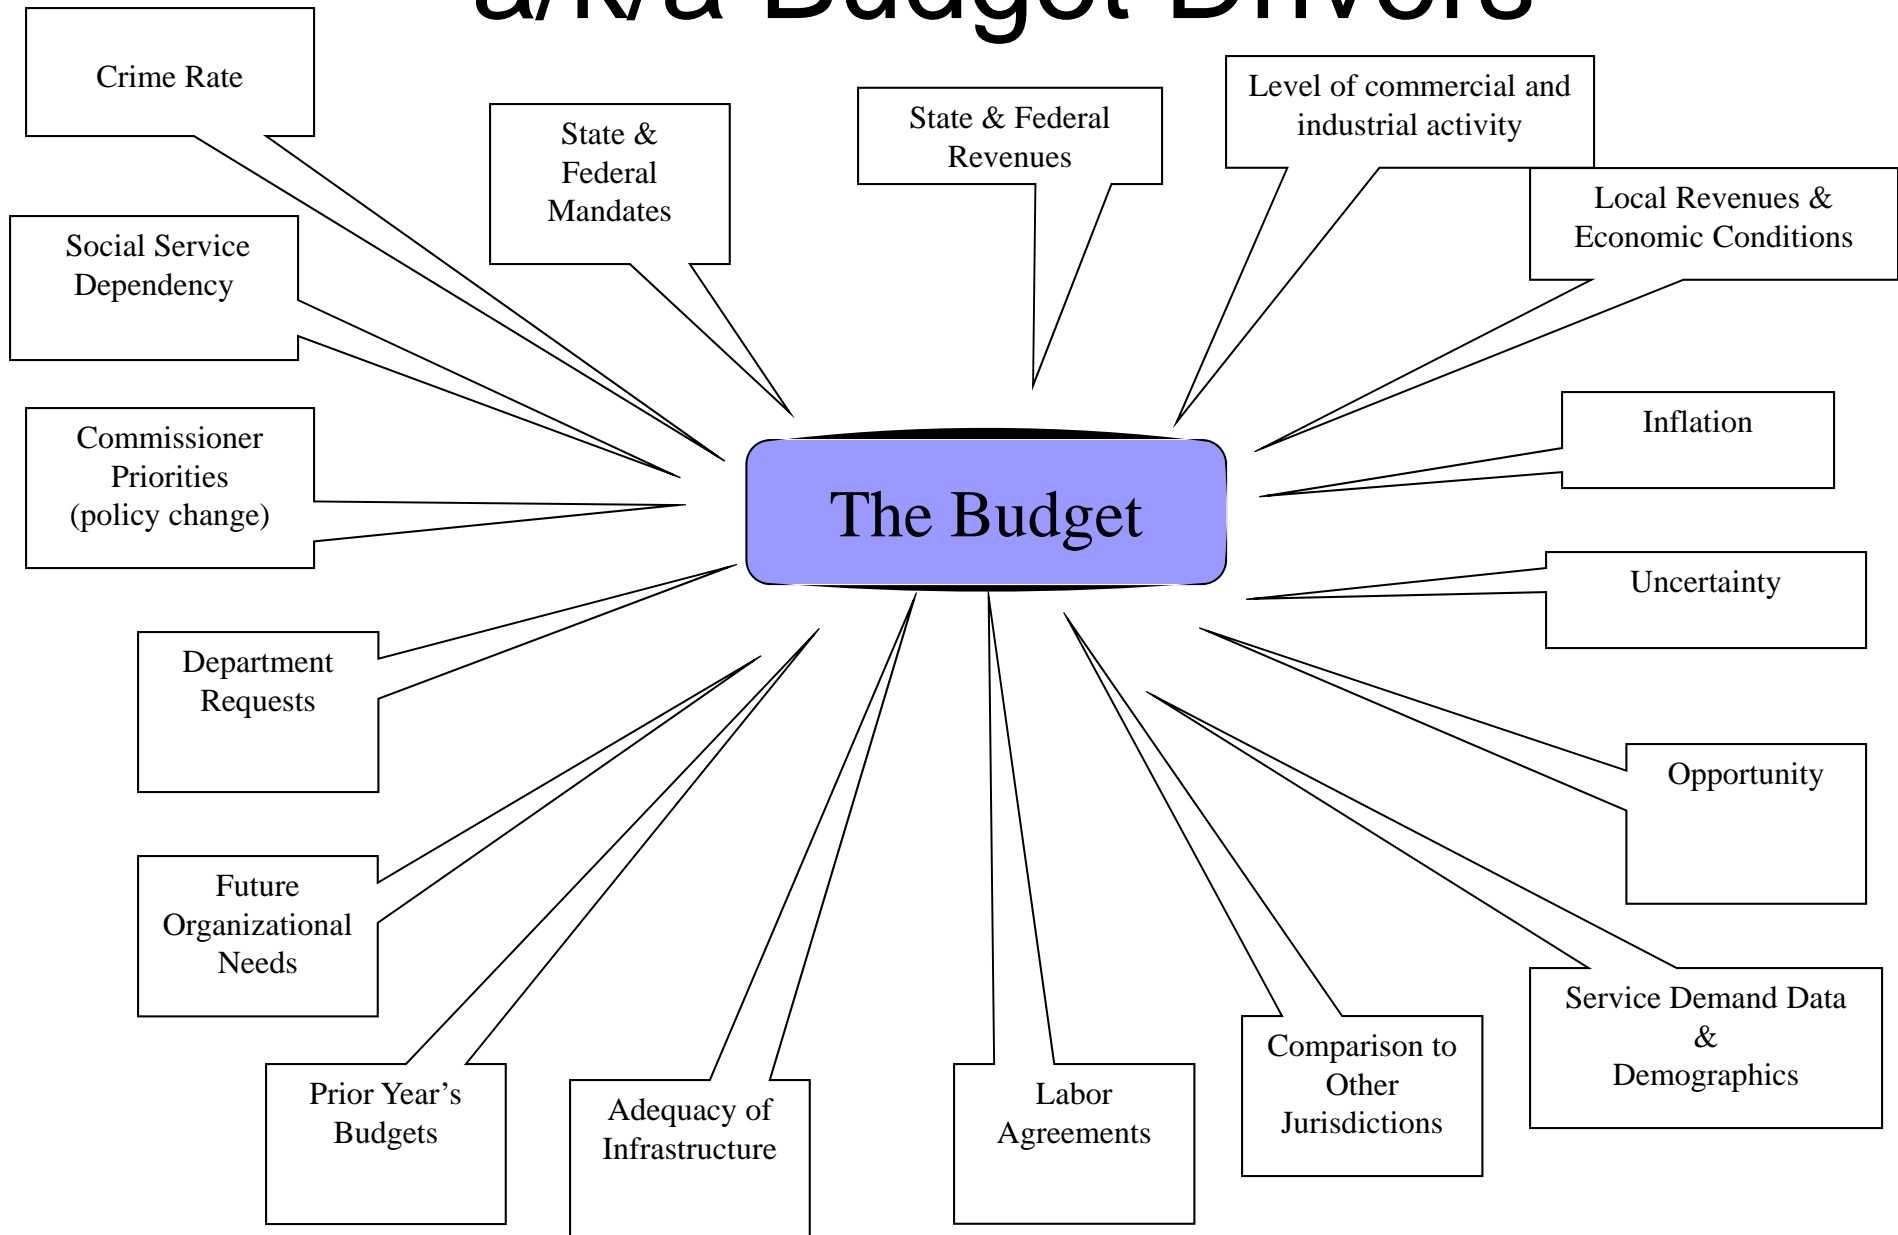 a/k/a Budget Drivers
Crime Rate
State &
Federal
Mandates
State & Federal
Revenues
Level of commercial and
industrial activity
Local Revenues &
Economic Conditions
Social Service
Dependency
Commissioner
Priorities
(policy change)
Inflation
The Budget
Uncertainty
Department
Requests
Opportunity
Future
Organizational
Needs
Service Demand Data
&
Demographics
Prior Year’s
Budgets
Adequacy of
Infrastructure
Labor
Agreements
Comparison to
Other
Jurisdictions